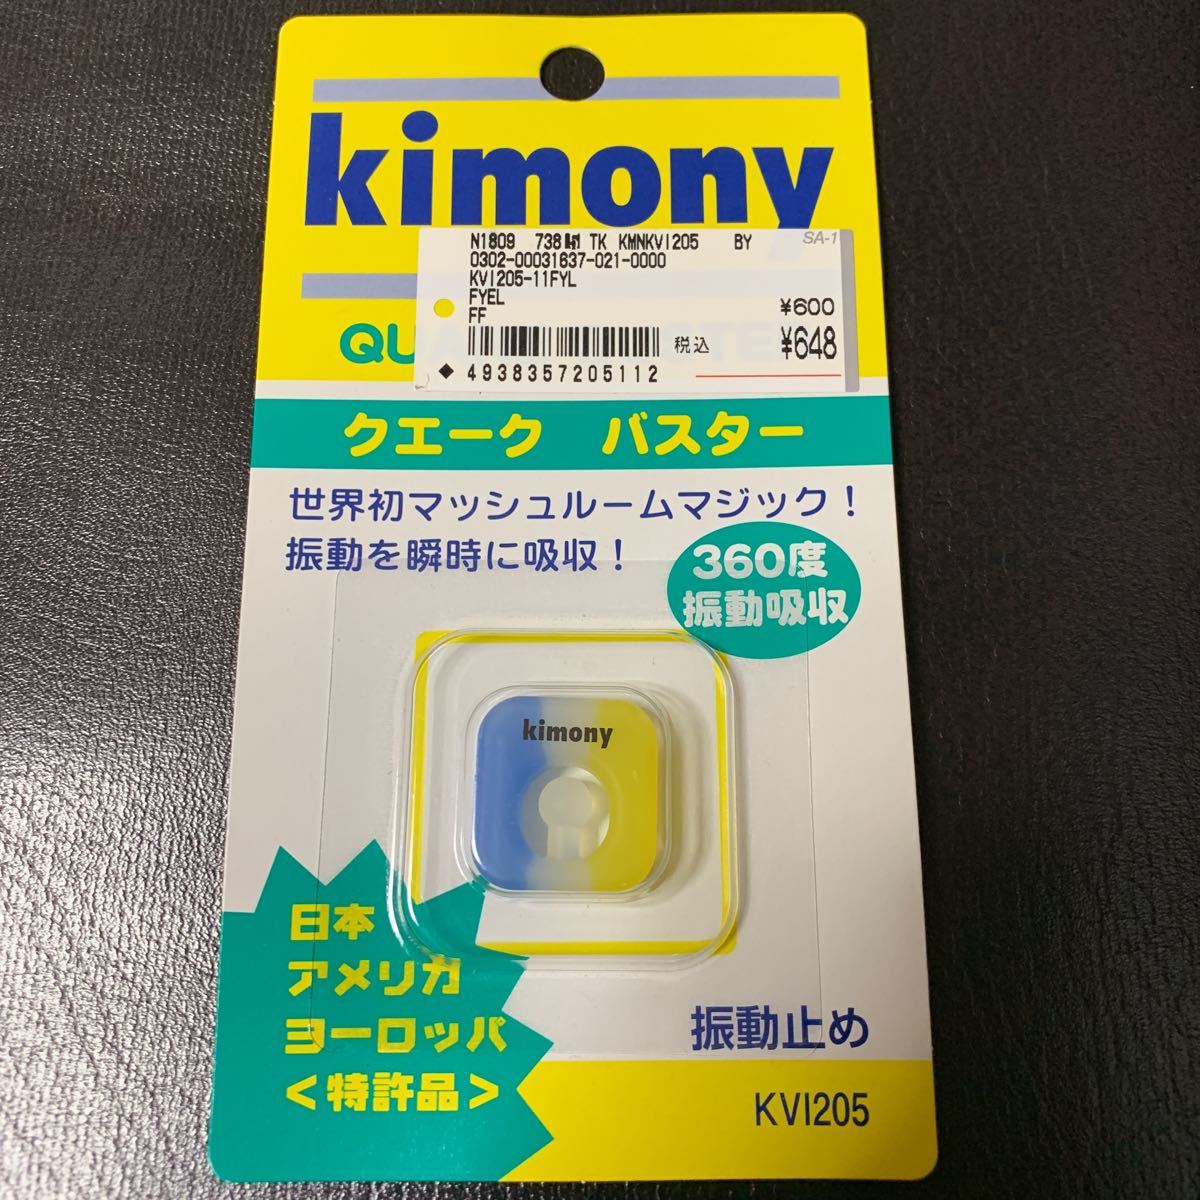 kimony
N1809 738 TK KMNKVI205 BY SA-1
0302-00031637-021-0000
KVI205-11FYL
FYEL
FF
¥600
税込 ¥648
◆ 4938357205112
QU
クエーク バスター
世界初マッシュルームマジック!
振動を瞬時に吸収!
360度
振動吸収
kimony
日本
アメリカ
ヨーロッパ
<特許品>
振動止め
KVI205